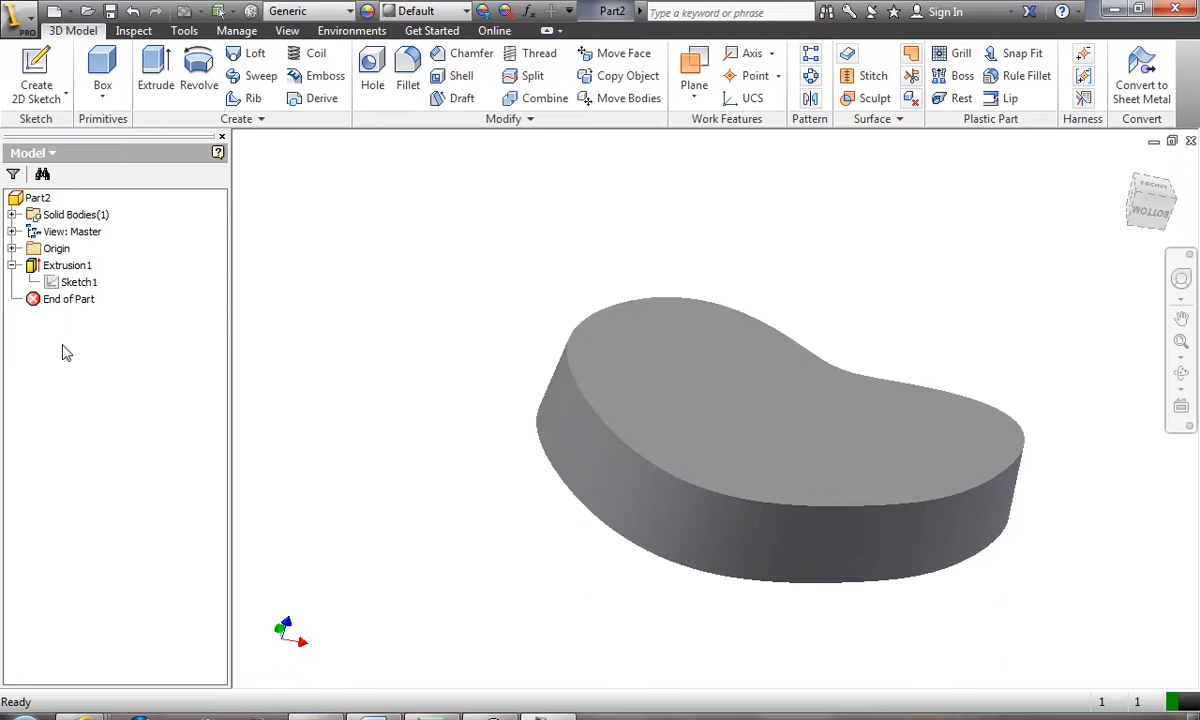 Generic
Default
Part2
Type a keyword or phrase
Sign In
PRO
3D Model
Inspect
Tools
Manage
View
Environments
Get Started
Online
Create
2D Sketch
Box
Extrude
Revolve
Loft
Coil
Sweep
Emboss
Rib
Derive
Hole
Fillet
Chamfer
Thread
Move Face
Shell
Split
Copy Object
Draft
Combine
Move Bodies
Plane
Axis
Point
UCS
Stitch
Sculpt
Grill
Snap Fit
Boss
Rule Fillet
Rest
Lip
Convert to
Sheet Metal
Sketch
Primitives
Create
Modify
Work Features
Pattern
Surface
Plastic Part
Harness
Convert
Model
Part2
Solid Bodies(1)
View: Master
Origin
Extrusion1
Sketch1
End of Part
FRONT
BOTTOM
Ready
1
1